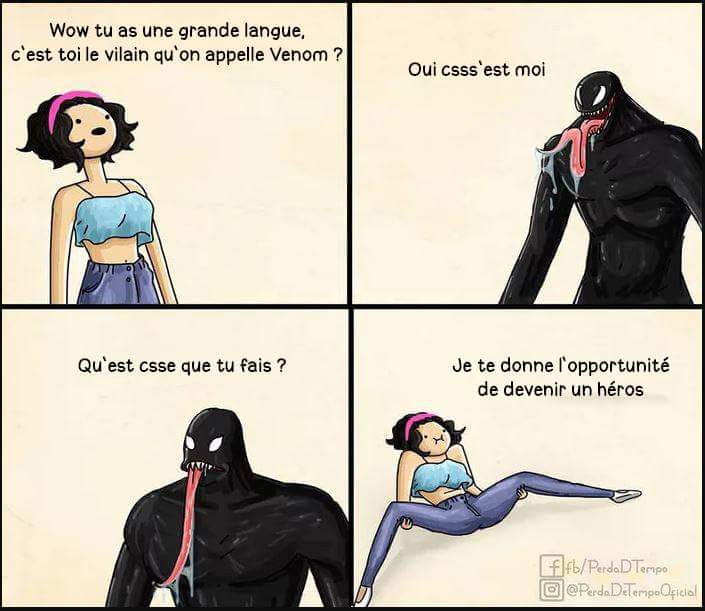 Wow tu as une grande langue,
c'est toi le vilain qu'on appelle Venom ?
Oui csss'est moi
Qu'est csse que tu fais ?
Je te donne l'opportunité
de devenir un héros
f fb/PerdaDTempo
@PerdaDeTempoOficial